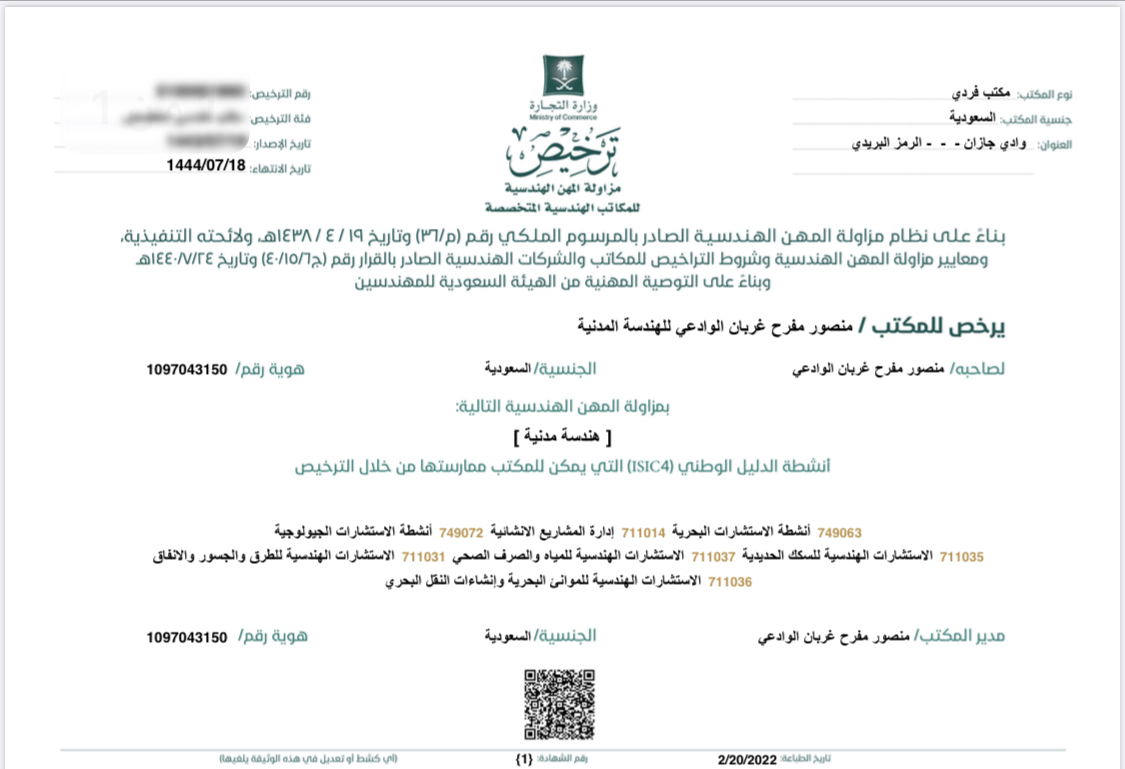 نوع المكتب: مكتب فردي
جنسية المكتب: السعودية
العنوان: وادي جازان - - - الرمز البريدي
وزارة التجارة
Ministry of Commerce
ترخيص
مزاولة المهن الهندسية
للمكاتب الهندسية المتخصصة
رقم الترخيص:
فئة الترخيص:
تاريخ الإصدار:
تاريخ الانتهاء: 1444/07/18
بناءً على نظام مزاولة المهن الهندسية الصادر بالمرسوم الملكي رقم (م/٣٦) وتاريخ ١٩ / ٤ / ١٤٣٨هـ، ولائحته التنفيذية،
ومعايير مزاولة المهن الهندسية وشروط التراخيص للمكاتب والشركات الهندسية الصادر بالقرار رقم (ج٤٠/١٥/٦) وتاريخ ١٤٤٠/٧/٢٤هـ
وبناءً على التوصية المهنية من الهيئة السعودية للمهندسين
يرخص للمكتب / منصور مفرح غربان الوادعي للهندسة المدنية
لصاحبه/ منصور مفرح غربان الوادعي الجنسية/ السعودية هوية رقم/ 1097043150
بمزاولة المهن الهندسية التالية:
[ هندسة مدنية ]
أنشطة الدليل الوطني (ISIC4) التي يمكن للمكتب ممارستها من خلال الترخيص
749063 أنشطة الاستشارات البحرية 711014 إدارة المشاريع الانشائية 749072 أنشطة الاستشارات الجيولوجية
711035 الاستشارات الهندسية للسكك الحديدية 711037 الاستشارات الهندسية للمياه والصرف الصحي 711031 الاستشارات الهندسية للطرق والجسور والانفاق
711036 الاستشارات الهندسية للموانئ البحرية وإنشاءات النقل البحري
مدير المكتب/ منصور مفرح غربان الوادعي الجنسية/ السعودية هوية رقم/ 1097043150
تاريخ الطباعة: 2/20/2022 رقم الشهادة: {1} (أي كشط أو تعديل في هذه الوثيقة يلغيها)